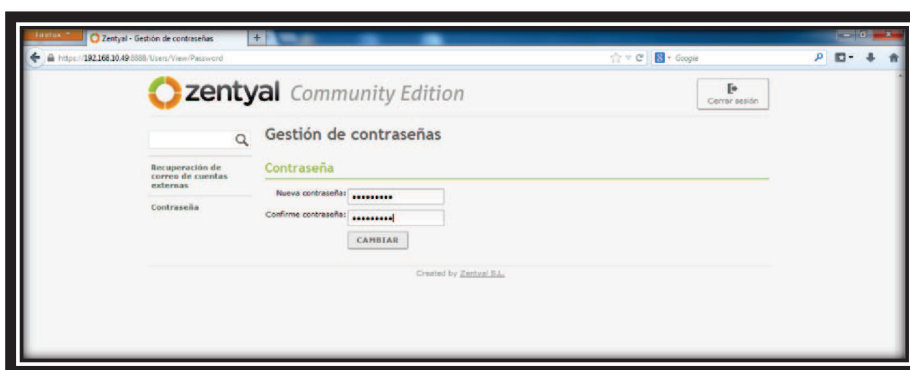 Firefox
Zentyal - Gestión de contraseñas
https://192.168.10.49:8888/Users/View/Password
Google
zentyal Community Edition
Cerrar sesión
Gestión de contraseñas
Recuperación de correo de cuentas externas
Contraseña
Contraseña
Nueva contraseña:
Confirme contraseña:
CAMBIAR
Created by Zentyal S.L.